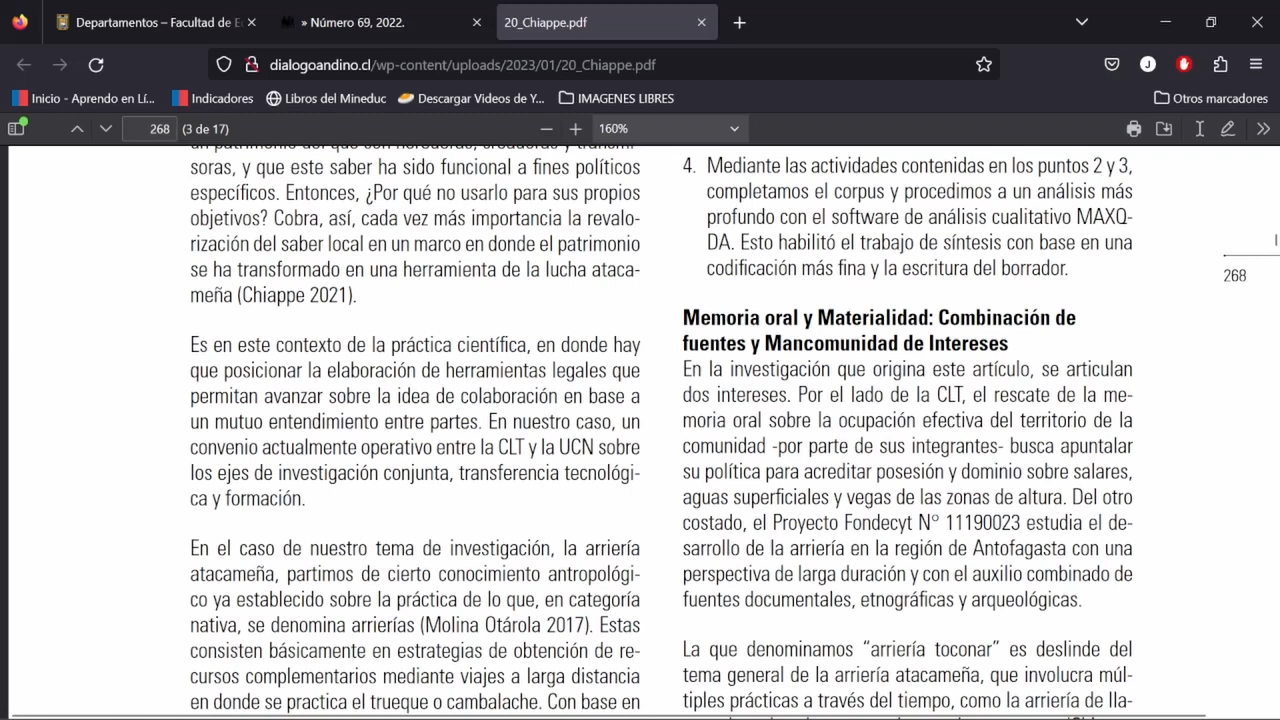 Departamentos – Facultad de E
» Número 69, 2022.
20_Chiappe.pdf
dialogoandino.cl/wp-content/uploads/2023/01/20_Chiappe.pdf
Inicio - Aprendo en Lí...
Indicadores
Libros del Mineduc
Descargar Videos de Y...
IMAGENES LIBRES
Otros marcadores
268
(3 de 17)
160%
un patrimonio del que son herederas, creadoras y transmi-
soras, y que este saber ha sido funcional a fines políticos
específicos. Entonces, ¿Por qué no usarlo para sus propios
objetivos? Cobra, así, cada vez más importancia la revalo-
rización del saber local en un marco en donde el patrimonio
se ha transformado en una herramienta de la lucha ataca-
meña (Chiappe 2021).
Es en este contexto de la práctica científica, en donde hay
que posicionar la elaboración de herramientas legales que
permitan avanzar sobre la idea de colaboración en base a
un mutuo entendimiento entre partes. En nuestro caso, un
convenio actualmente operativo entre la CLT y la UCN sobre
los ejes de investigación conjunta, transferencia tecnológi-
ca y formación.
En el caso de nuestro tema de investigación, la arriería
atacameña, partimos de cierto conocimiento antropológi-
co ya establecido sobre la práctica de lo que, en categoría
nativa, se denomina arrierías (Molina Otárola 2017). Estas
consisten básicamente en estrategias de obtención de re-
cursos complementarios mediante viajes a larga distancia
en donde se practica el trueque o cambalache. Con base en
4. Mediante las actividades contenidas en los puntos 2 y 3,
completamos el corpus y procedimos a un análisis más
profundo con el software de análisis cualitativo MAXQ-
DA. Esto habilitó el trabajo de síntesis con base en una
codificación más fina y la escritura del borrador.
Memoria oral y Materialidad: Combinación de
fuentes y Mancomunidad de Intereses
En la investigación que origina este artículo, se articulan
dos intereses. Por el lado de la CLT, el rescate de la me-
moria oral sobre la ocupación efectiva del territorio de la
comunidad -por parte de sus integrantes- busca apuntalar
su política para acreditar posesión y dominio sobre salares,
aguas superficiales y vegas de las zonas de altura. Del otro
costado, el Proyecto Fondecyt N° 11190023 estudia el de-
sarrollo de la arriería en la región de Antofagasta con una
perspectiva de larga duración y con el auxilio combinado de
fuentes documentales, etnográficas y arqueológicas.
La que denominamos “arriería toconar” es deslinde del
tema general de la arriería atacameña, que involucra múl-
tiples prácticas a través del tiempo, como la arriería de lla-
268